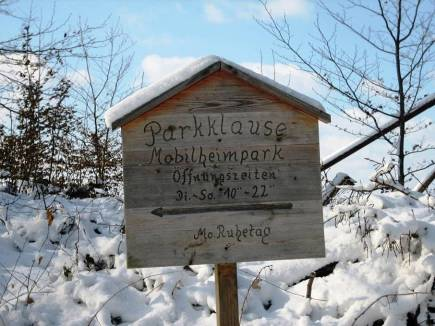 Parkklause
Mobilheimpark
Öffnungszeiten
Di.-So. 10°°-22°°
Mo. Ruhetag